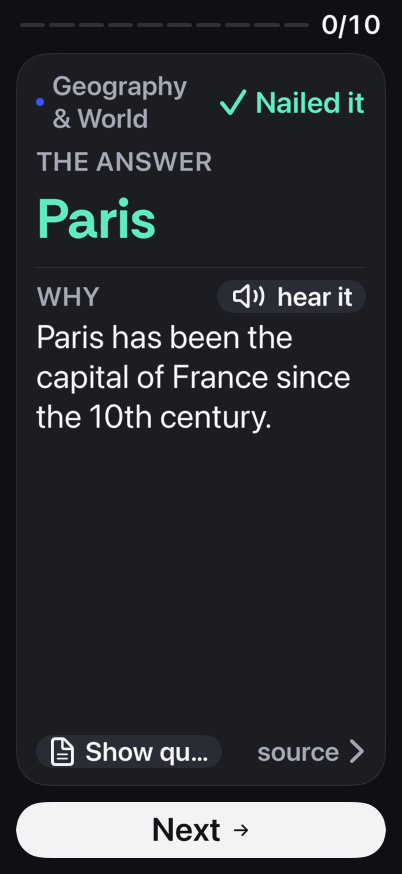 0/10
Geography
& World
Nailed it
THE ANSWER
Paris
WHY
hear it
Paris has been the
capital of France since
the 10th century.
Show qu...
source
Next →